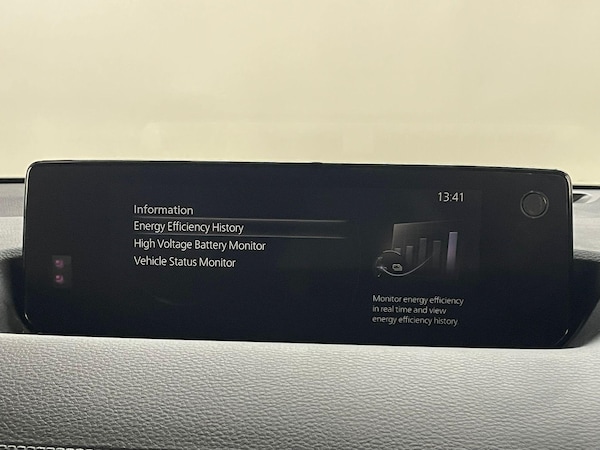 13:41
Information
Energy Efficiency History
High Voltage Battery Monitor
Vehicle Status Monitor
Monitor energy efficiency
in real time and view
energy efficiency history